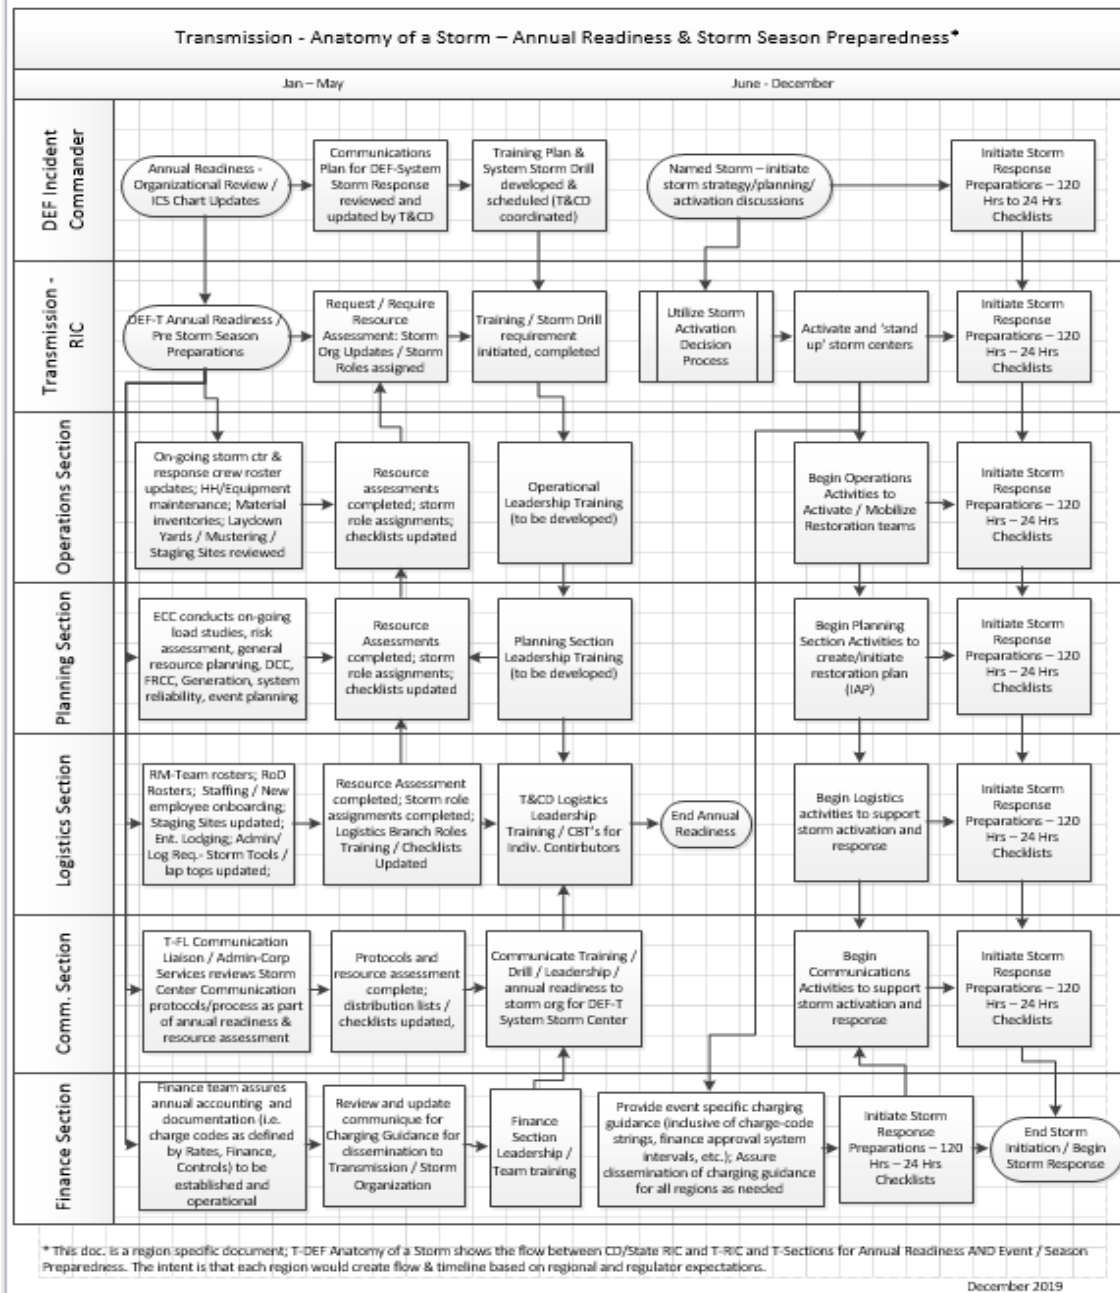 Transmission - Anatomy of a Storm – Annual Readiness & Storm Season Preparedness*
Jan – May
June - December
DEF Incident
Commander
Annual Readiness -
Organizational Review /
ICS Chart Updates
Communications
Plan for DEF-System
Storm Response
reviewed and
updated by T&CD
Training Plan &
System Storm Drill
developed &
scheduled (T&CD
coordinated)
Named Storm – initiate
storm strategy/planning/
activation discussions
Initiate Storm
Response
Preparations – 120
Hrs to 24 Hrs
Checklists
Transmission -
RIC
DEF-T Annual Readiness /
Pre Storm Season
Preparations
Request / Require
Resource
Assessment: Storm
Org Updates / Storm
Roles assigned
Training / Storm Drill
requirement
initiated, completed
Utilize Storm
Activation
Decision
Process
Activate and ‘stand
up’ storm centers
Initiate Storm
Response
Preparations – 120
Hrs – 24 Hrs
Checklists
Operations Section
On-going storm ctr &
response crew roster
updates; HH/Equipment
maintenance; Material
inventories; Laydown
Yards / Mustering /
Staging Sites reviewed
Resource
assessments
completed; storm
role assignments;
checklists updated
Operational
Leadership Training
(to be developed)
Begin Operations
Activities to
Activate / Mobilize
Restoration teams
Initiate Storm
Response
Preparations – 120
Hrs – 24 Hrs
Checklists
Planning Section
ECC conducts on-going
load studies, risk
assessment, general
resource planning, DCC,
FRCC, Generation, system
reliability, event planning
Resource
Assessments
completed; storm
role assignments;
checklists updated
Planning Section
Leadership Training
(to be developed)
Begin Planning
Section Activities to
create/initiate
restoration plan
(IAP)
Initiate Storm
Response
Preparations – 120
Hrs – 24 Hrs
Checklists
Logistics Section
RM-Team rosters; RoD
Rosters; Staffing / New
employee onboarding;
Staging Sites updated;
Ent. Lodging; Admin/
Log Req.- Storm Tools /
lap tops updated;
Resource Assessment
completed; Storm role
assignments completed;
Logistics Branch Roles
Training / Checklists
Updated
T&CD Logistics
Leadership
Training / CBT's for
Indiv. Contirbutors
End Annual
Readiness
Begin Logistics
activities to support
storm activation and
response
Initiate Storm
Response
Preparations – 120
Hrs – 24 Hrs
Checklists
Comm. Section
T-FL Communication
Liaison / Admin-Corp
Services reviews Storm
Center Communication
protocols/process as part
of annual readiness &
resource assessment
Protocols and
resource assessment
complete;
distribution lists /
checklists updated,
Communicate Training /
Drill / Leadership /
annual readiness to
storm org for DEF-T
System Storm Center
Begin
Communications
Activities to support
storm activation and
response
Initiate Storm
Response
Preparations – 120
Hrs – 24 Hrs
Checklists
Finance Section
Finance team assures
annual accounting and
documentation (i.e.
charge codes as defined
by Rates, Finance,
Controls) to be
established and
operational
Review and update
communique for
Charging Guidance for
dissemination to
Transmission / Storm
Organization
Finance
Section
Leadership /
Team training
Provide event specific charging
guidance (inclusive of charge-code
strings, finance approval system
intervals, etc.); Assure
dissemination of charging guidance
for all regions as needed
Initiate Storm
Response
Preparations – 120
Hrs – 24 Hrs
Checklists
End Storm
Initiation / Begin
Storm Response
* This doc. is a region specific document; T-DEF Anatomy of a Storm shows the flow between CD/State RIC and T-RIC and T-Sections for Annual Readiness AND Event / Season
Preparedness. The intent is that each region would create flow & timeline based on regional and regulator expectations.
December 2019